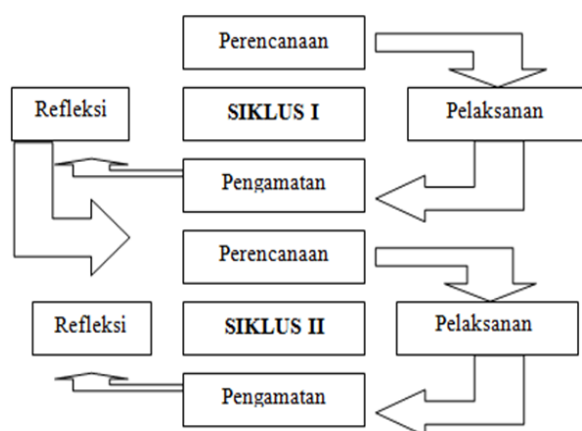 Perencanaan
Refleksi
SIKLUS I
Pelaksanan
Pengamatan
Perencanaan
Refleksi
SIKLUS II
Pelaksanan
Pengamatan